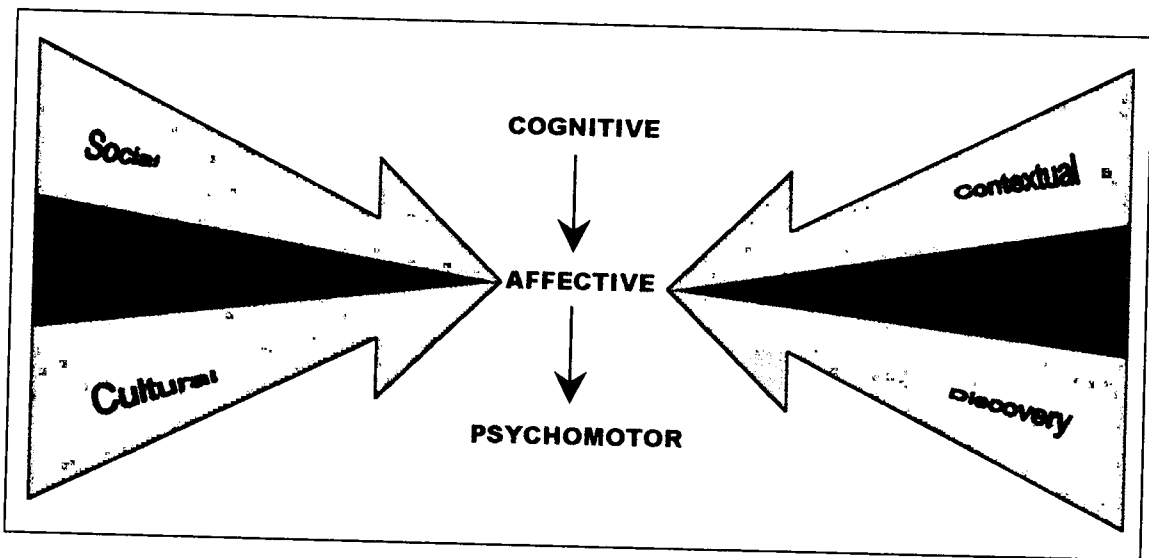 COGNITIVE
Social
Contextual
AFFECTIVE
Cultural
Discovery
PSYCHOMOTOR